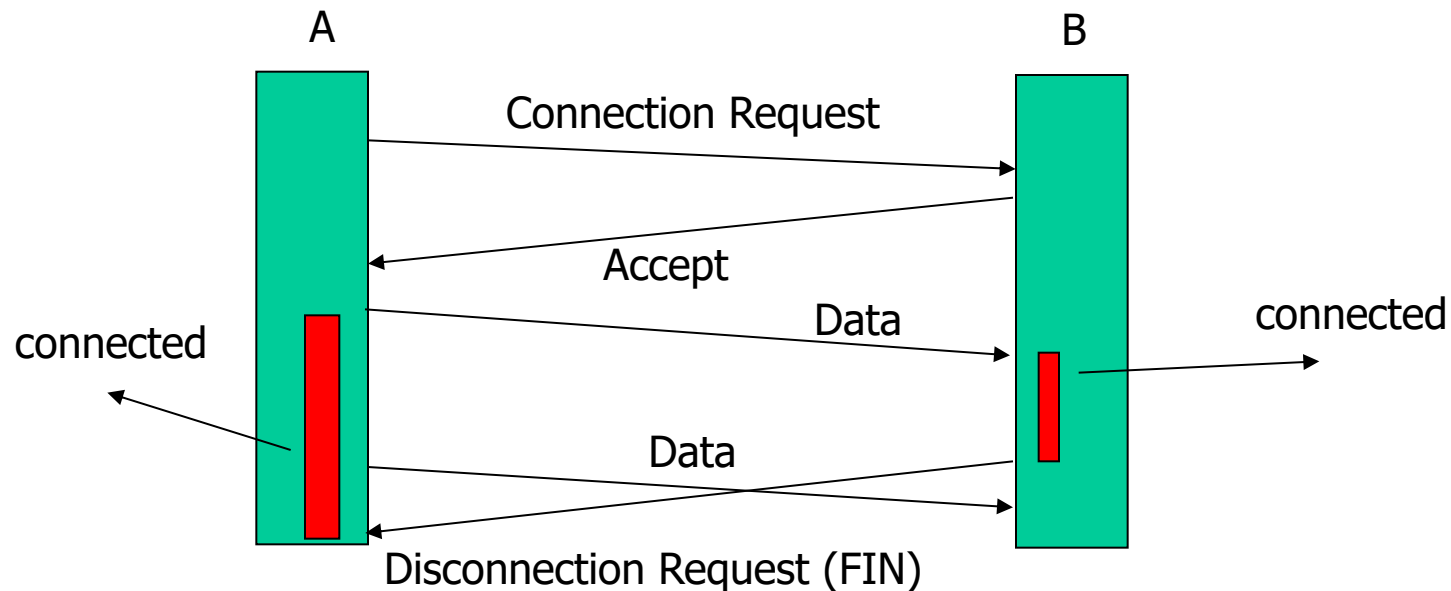 A
B
Connection Request
Accept
Data
connected
connected
Data
Disconnection Request (FIN)